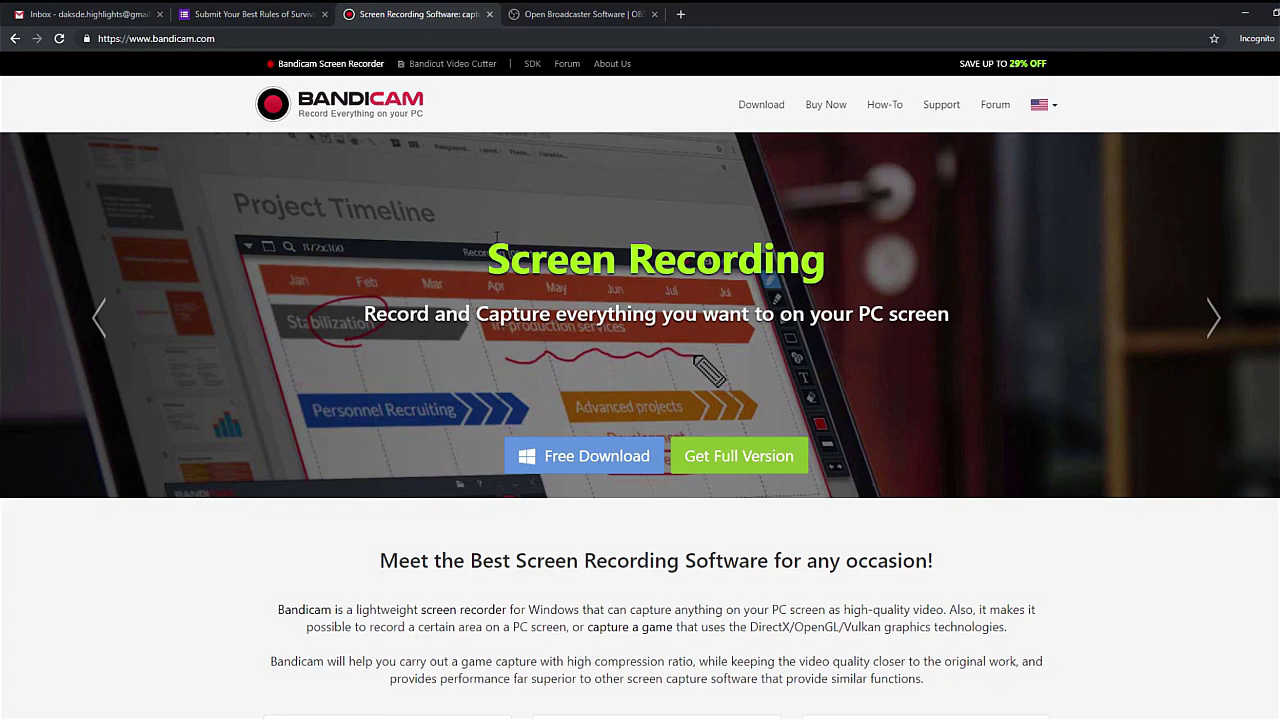 Inbox - daksde.highlights@gmai
Submit Your Best Rules of Surviv
Screen Recording Software: capt
Open Broadcaster Software | OBS
https://www.bandicam.com
Incognito
Bandicam Screen Recorder
Bandicut Video Cutter
SDK
Forum
About Us
SAVE UP TO 29% OFF
BANDICAM
Record Everything on your PC
Download
Buy Now
How-To
Support
Forum
Project Timeline
Jan Feb Mar Apr May Jun Jul Jul
Screen Recording
Record and Capture everything you want to on your PC screen
Stabilization
In-production services
Personnel Recruiting
Advanced projects
Free Download
Get Full Version
Meet the Best Screen Recording Software for any occasion!
Bandicam is a lightweight screen recorder for Windows that can capture anything on your PC screen as high-quality video. Also, it makes it
possible to record a certain area on a PC screen, or capture a game that uses the DirectX/OpenGL/Vulkan graphics technologies.
Bandicam will help you carry out a game capture with high compression ratio, while keeping the video quality closer to the original work, and
provides performance far superior to other screen capture software that provide similar functions.